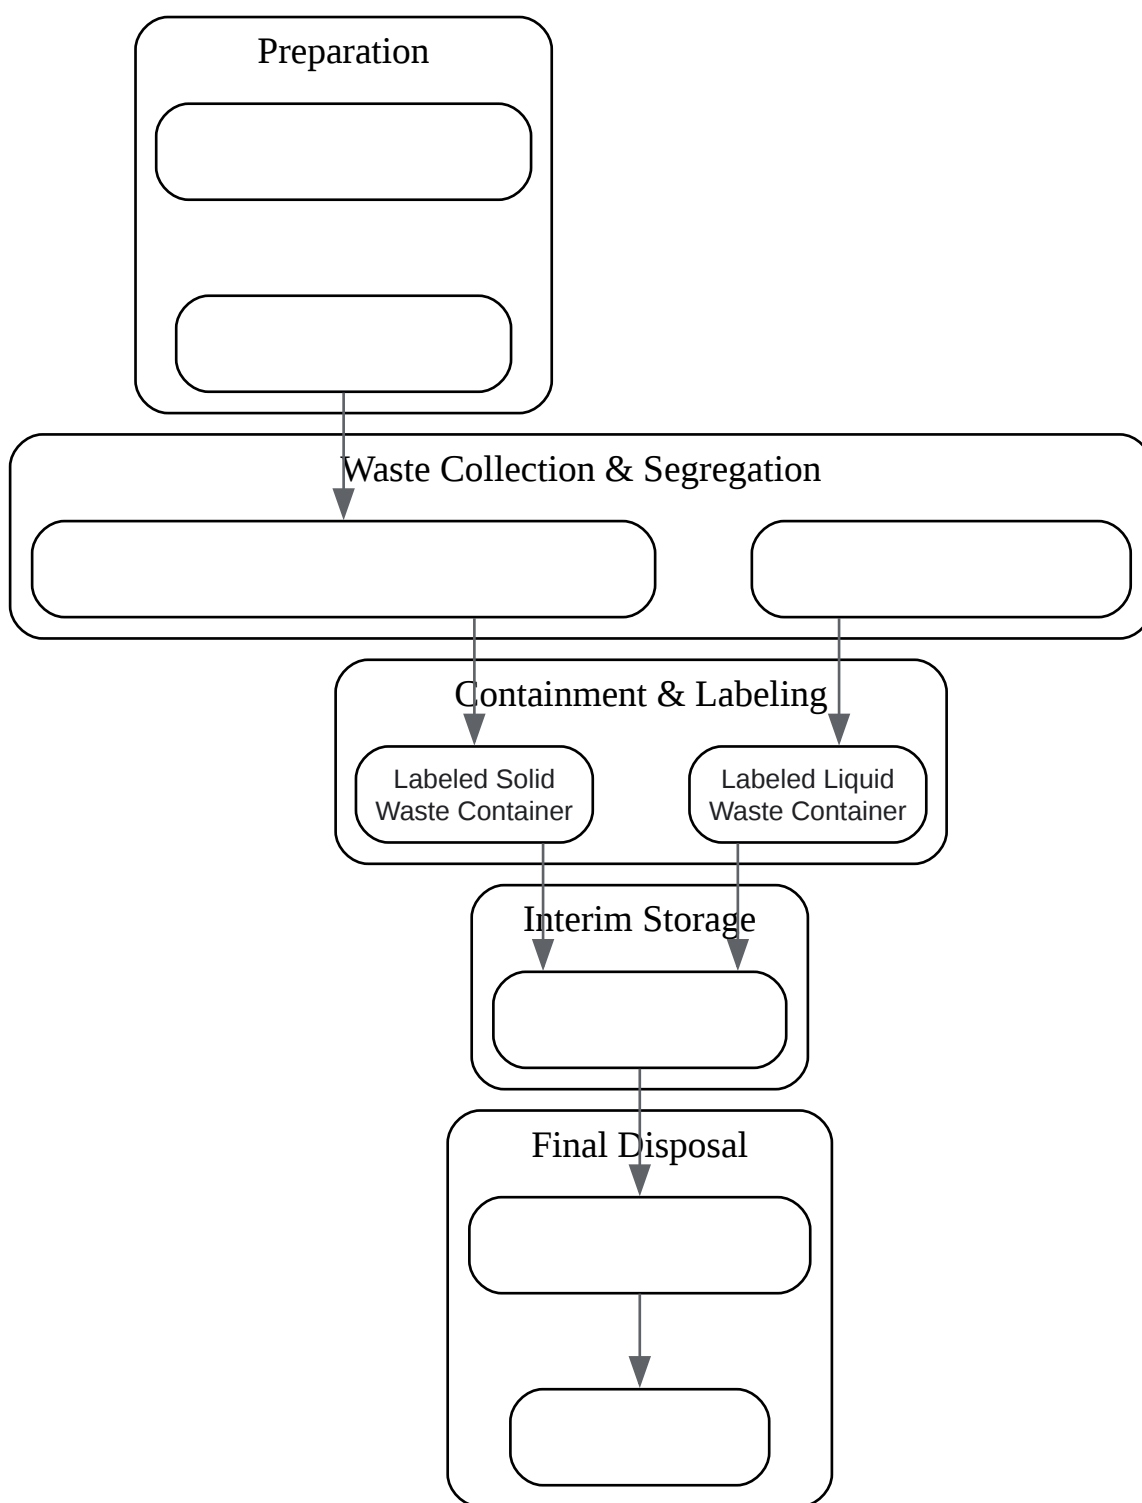 Preparation
Waste Collection & Segregation
Containment & Labeling
Labeled Solid
Waste Container
Labeled Liquid
Waste Container
Interim Storage
Final Disposal